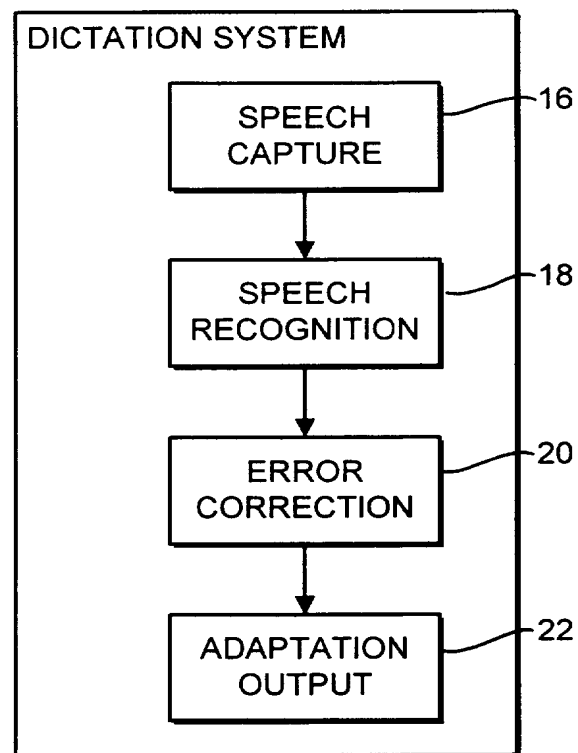 DICTATION SYSTEM
16
SPEECH
CAPTURE
18
SPEECH
RECOGNITION
20
ERROR
CORRECTION
22
ADAPTATION
OUTPUT